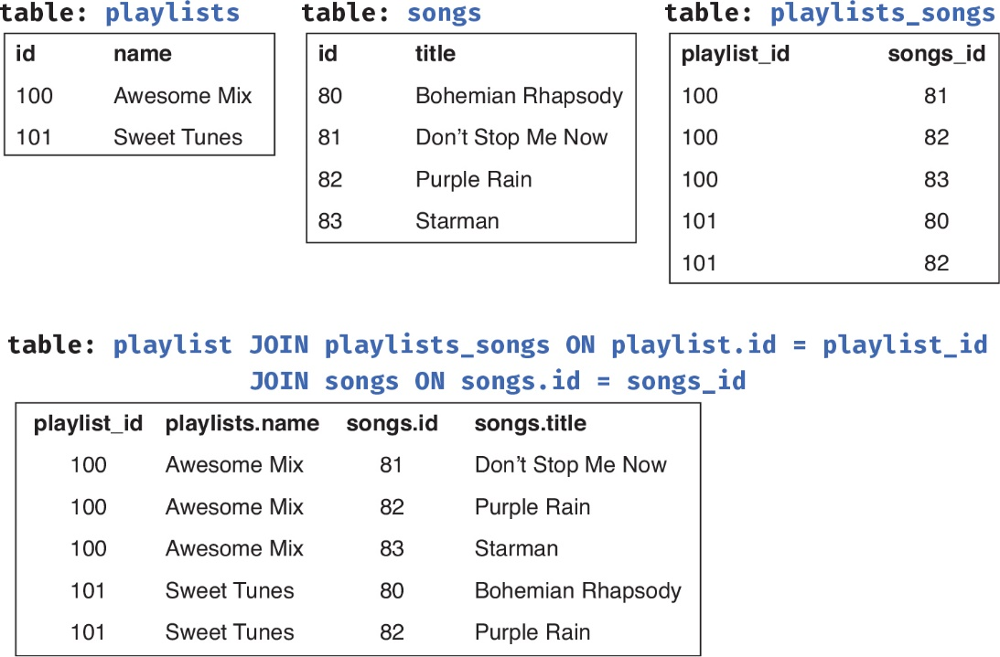 table: playlists
id name
100 Awesome Mix
101 Sweet Tunes
table: songs
id title
80 Bohemian Rhapsody
81 Don’t Stop Me Now
82 Purple Rain
83 Starman
table: playlists_songs
playlist_id songs_id
100 81
100 82
100 83
101 80
101 82
table: playlist JOIN playlists_songs ON playlist.id = playlist_id
JOIN songs ON songs.id = songs_id
playlist_id playlists.name songs.id songs.title
100 Awesome Mix 81 Don’t Stop Me Now
100 Awesome Mix 82 Purple Rain
100 Awesome Mix 83 Starman
101 Sweet Tunes 80 Bohemian Rhapsody
101 Sweet Tunes 82 Purple Rain